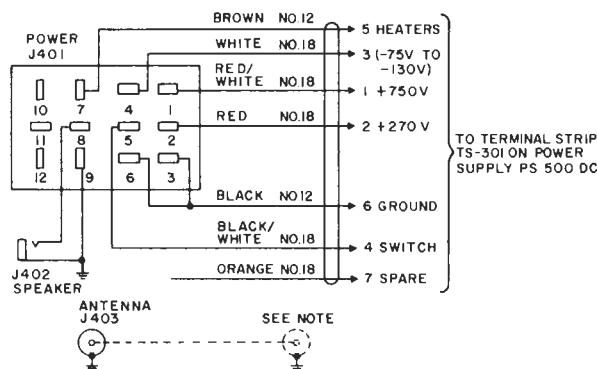 BROWN NO.12
5 HEATERS
POWER
J401
WHITE NO.18
3 (-75V TO
-130V)
RED/
WHITE NO.18
1 +750V
10 7 4 1
RED NO.18
2 +270V
11 8 5 2
TO TERMINAL STRIP
TS-301 ON POWER
SUPPLY PS 500 DC
12 9 6 3
BLACK NO12
6 GROUND
BLACK/
WHITE NO.18
4 SWITCH
J402
SPEAKER
ORANGE NO.18
7 SPARE
ANTENNA
J403
SEE NOTE